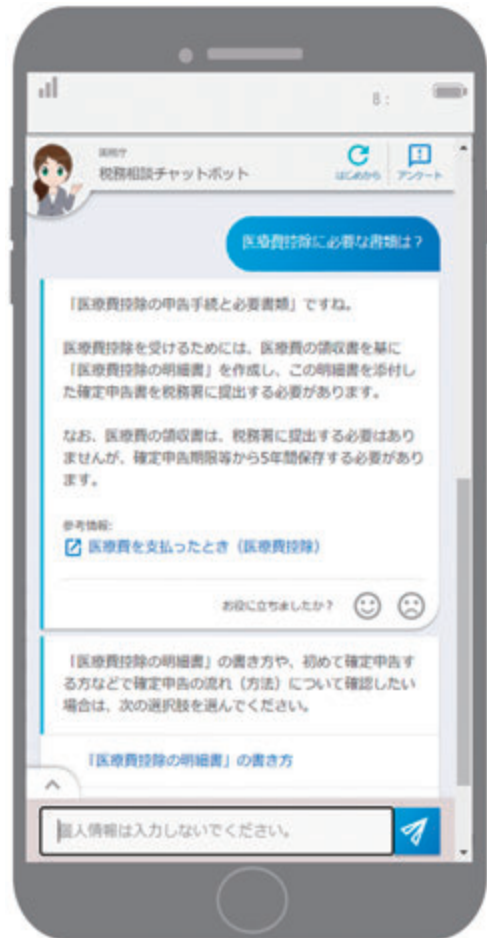 8:
国税庁
税務相談チャットボット
はじめから
アンケート
医療費控除に必要な書類は？
「医療費控除の申告手続と必要書類」ですね。
医療費控除を受けるためには、医療費の領収書を基に
「医療費控除の明細書」を作成し、この明細書を添付し
た確定申告書を税務署に提出する必要があります。
なお、医療費の領収書は、税務署に提出する必要はあり
ませんが、確定申告期限等から5年間保存する必要があり
ます。
参考情報:
医療費を支払ったとき（医療費控除）
お役に立ちましたか？
「医療費控除の明細書」の書き方や、初めて確定申告す
る方などで確定申告の流れ（方法）について確認したい
場合は、次の選択肢を選んでください。
「医療費控除の明細書」の書き方
個人情報は入力しないでください。